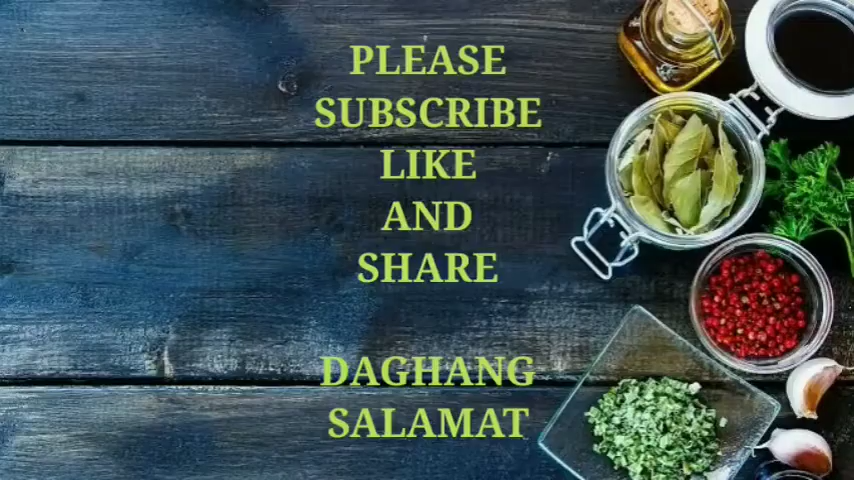 PLEASE
SUBSCRIBE
LIKE
AND
SHARE
DAGHANG
SALAMAT